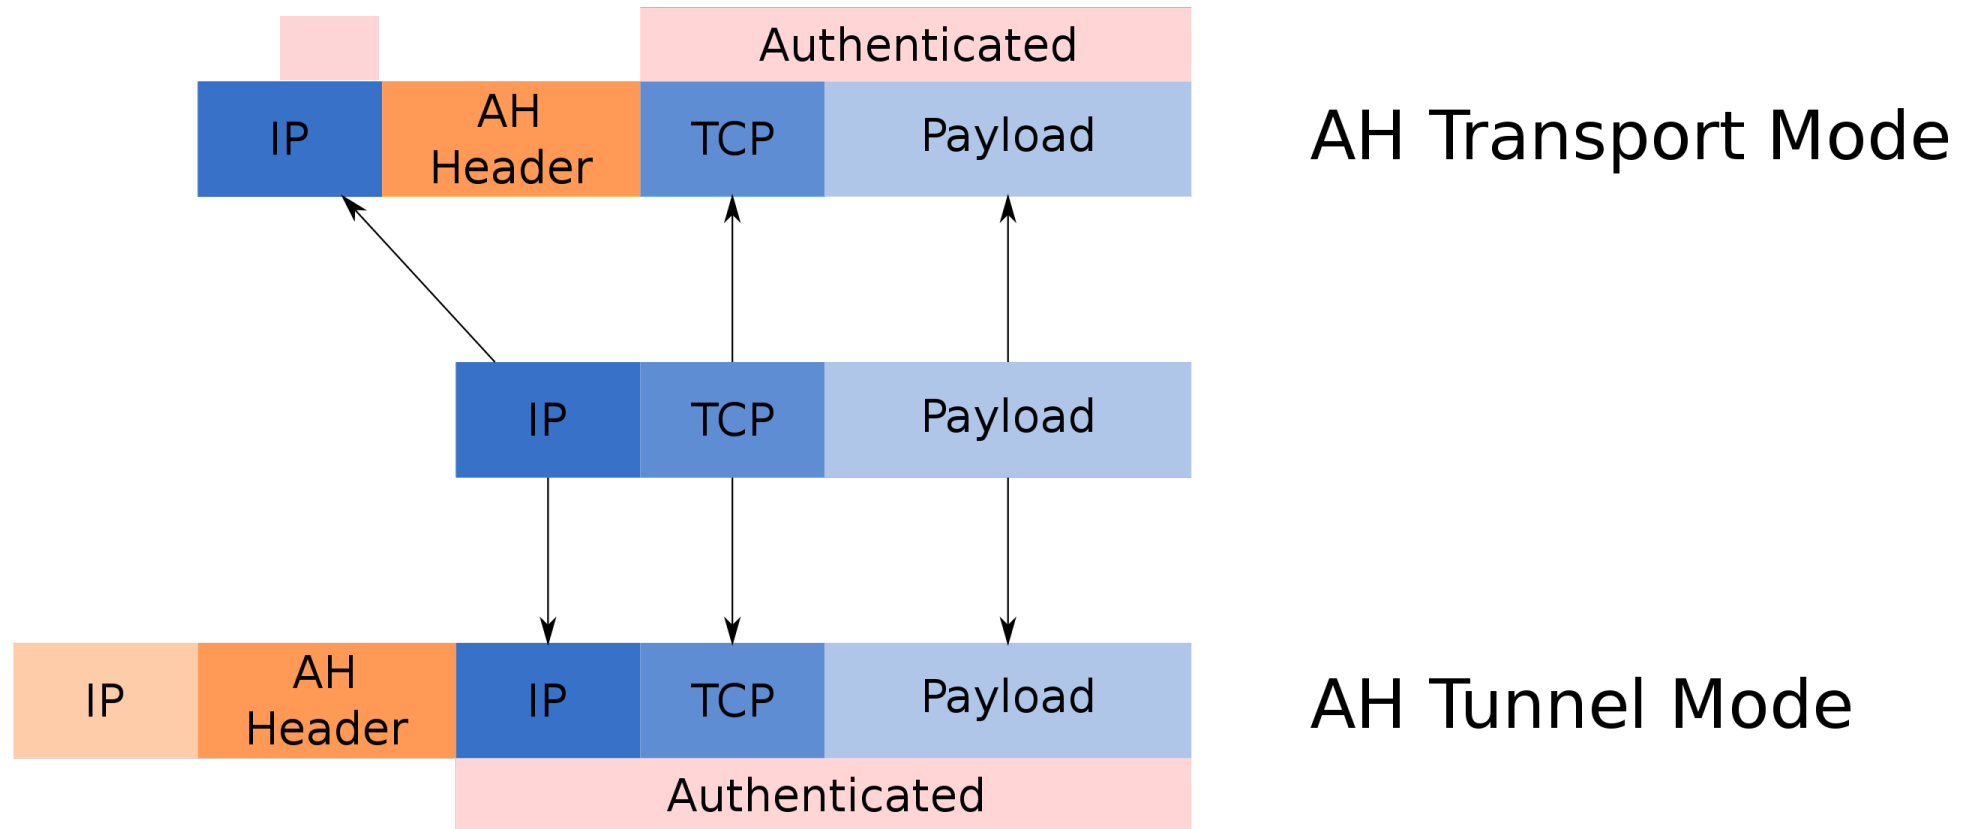 Authenticated
IP
AH
Header
TCP
Payload
AH Transport Mode
IP
TCP
Payload
IP
AH
Header
IP
TCP
Payload
AH Tunnel Mode
Authenticated